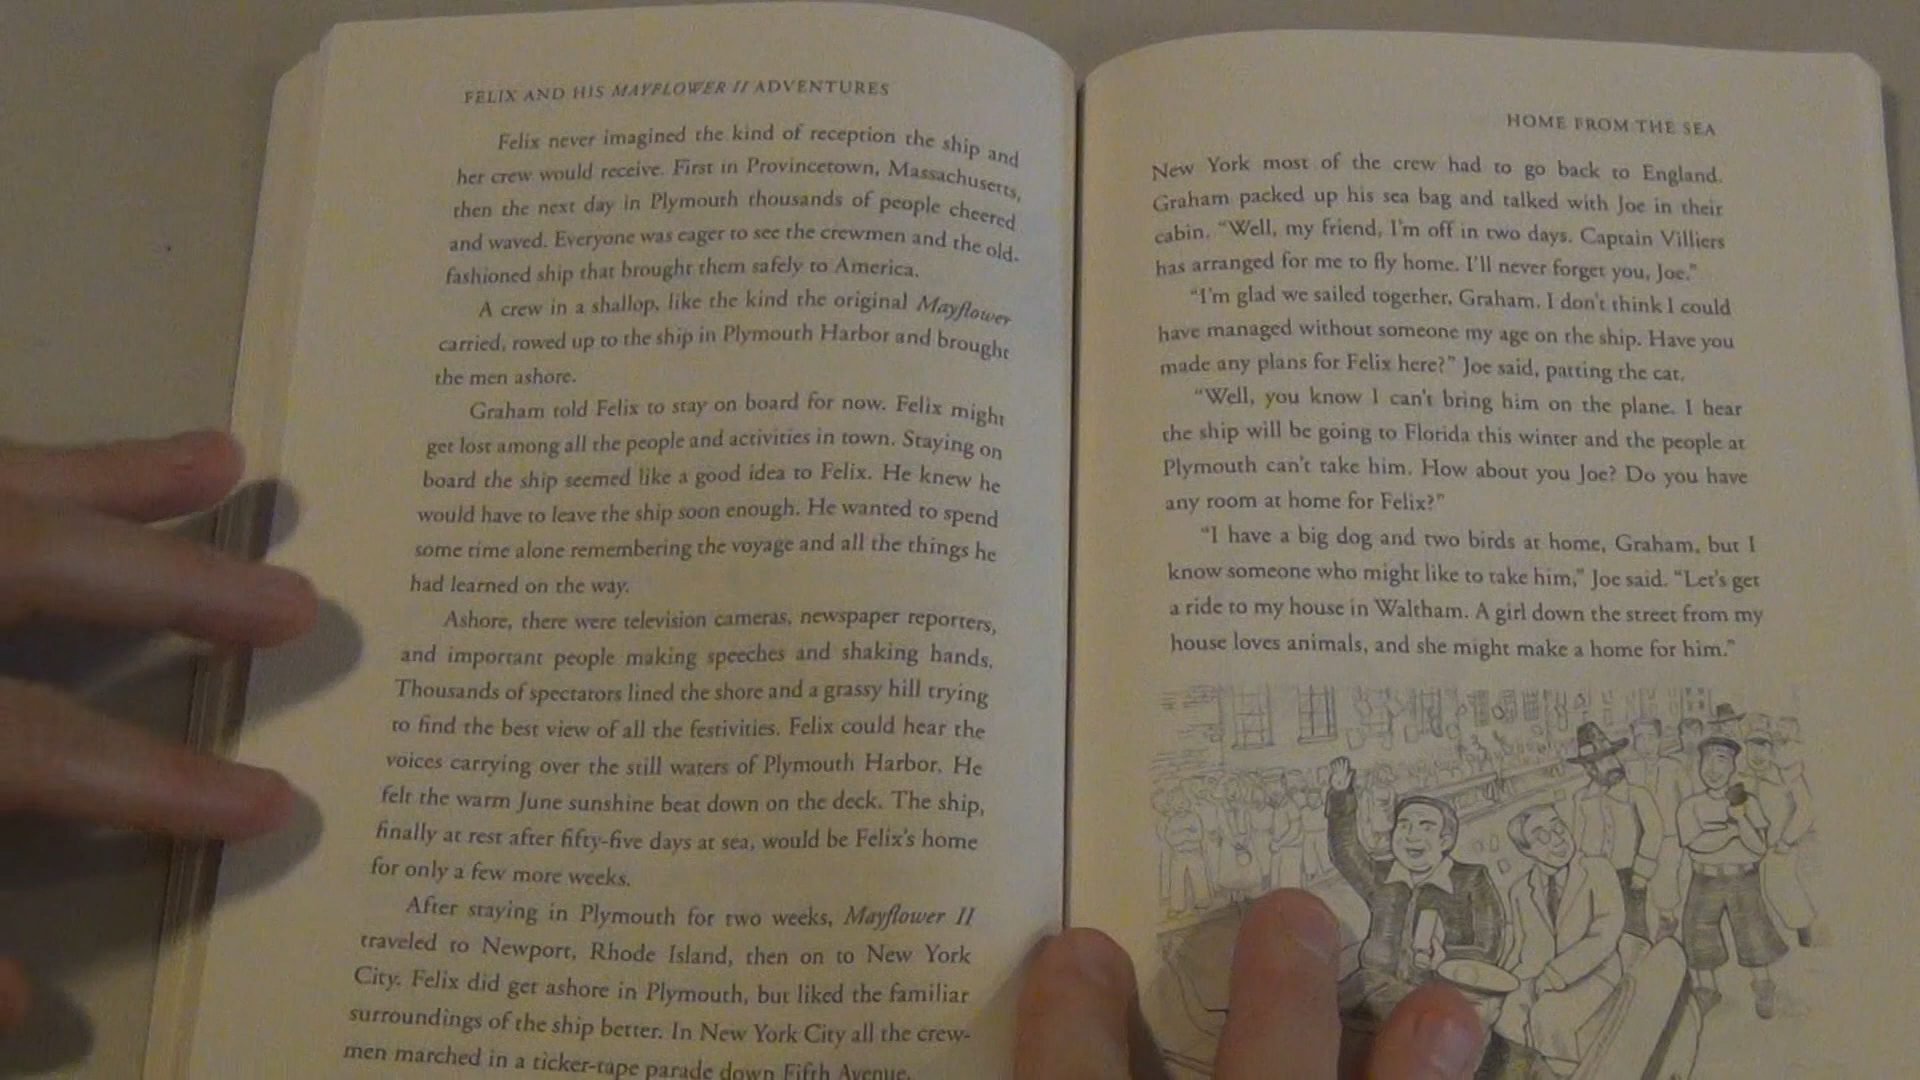 FELIX AND HIS MAYFLOWER II ADVENTURES
Felix never imagined the kind of reception the ship and
her crew would receive. First in Provincetown, Massachusetts,
then the next day in Plymouth thousands of people cheered
and waved. Everyone was eager to see the crewmen and the old-
fashioned ship that brought them safely to America.
A crew in a shallop, like the kind the original Mayflower
carried, rowed up to the ship in Plymouth Harbor and brought
the men ashore.
Graham told Felix to stay on board for now. Felix might
get lost among all the people and activities in town. Staying on
board the ship seemed like a good idea to Felix. He knew he
would have to leave the ship soon enough. He wanted to spend
some time alone remembering the voyage and all the things he
had learned on the way.
Ashore, there were television cameras, newspaper reporters,
and important people making speeches and shaking hands.
Thousands of spectators lined the shore and a grassy hill trying
to find the best view of all the festivities. Felix could hear the
voices carrying over the still waters of Plymouth Harbor. He
felt the warm June sunshine beat down on the deck. The ship,
finally at rest after fifty-five days at sea, would be Felix's home
for only a few more weeks.
After staying in Plymouth for two weeks, Mayflower II
traveled to Newport, Rhode Island, then on to New York
City. Felix did get ashore in Plymouth, but liked the familiar
surroundings of the ship better. In New York City all the crew-
men marched in a ticker-tape parade down Fifth Avenue.
HOME FROM THE SEA
New York most of the crew had to go back to England.
Graham packed up his sea bag and talked with Joe in their
cabin. "Well, my friend, I'm off in two days. Captain Villiers
has arranged for me to fly home. I'll never forget you, Joe."
"I'm glad we sailed together, Graham. I don't think I could
have managed without someone my age on the ship. Have you
made any plans for Felix here?" Joe said, patting the cat.
"Well, you know I can't bring him on the plane. I hear
the ship will be going to Florida this winter and the people at
Plymouth can't take him. How about you Joe? Do you have
any room at home for Felix?"
"I have a big dog and two birds at home, Graham, but I
know someone who might like to take him," Joe said. "Let's get
a ride to my house in Waltham. A girl down the street from my
house loves animals, and she might make a home for him."